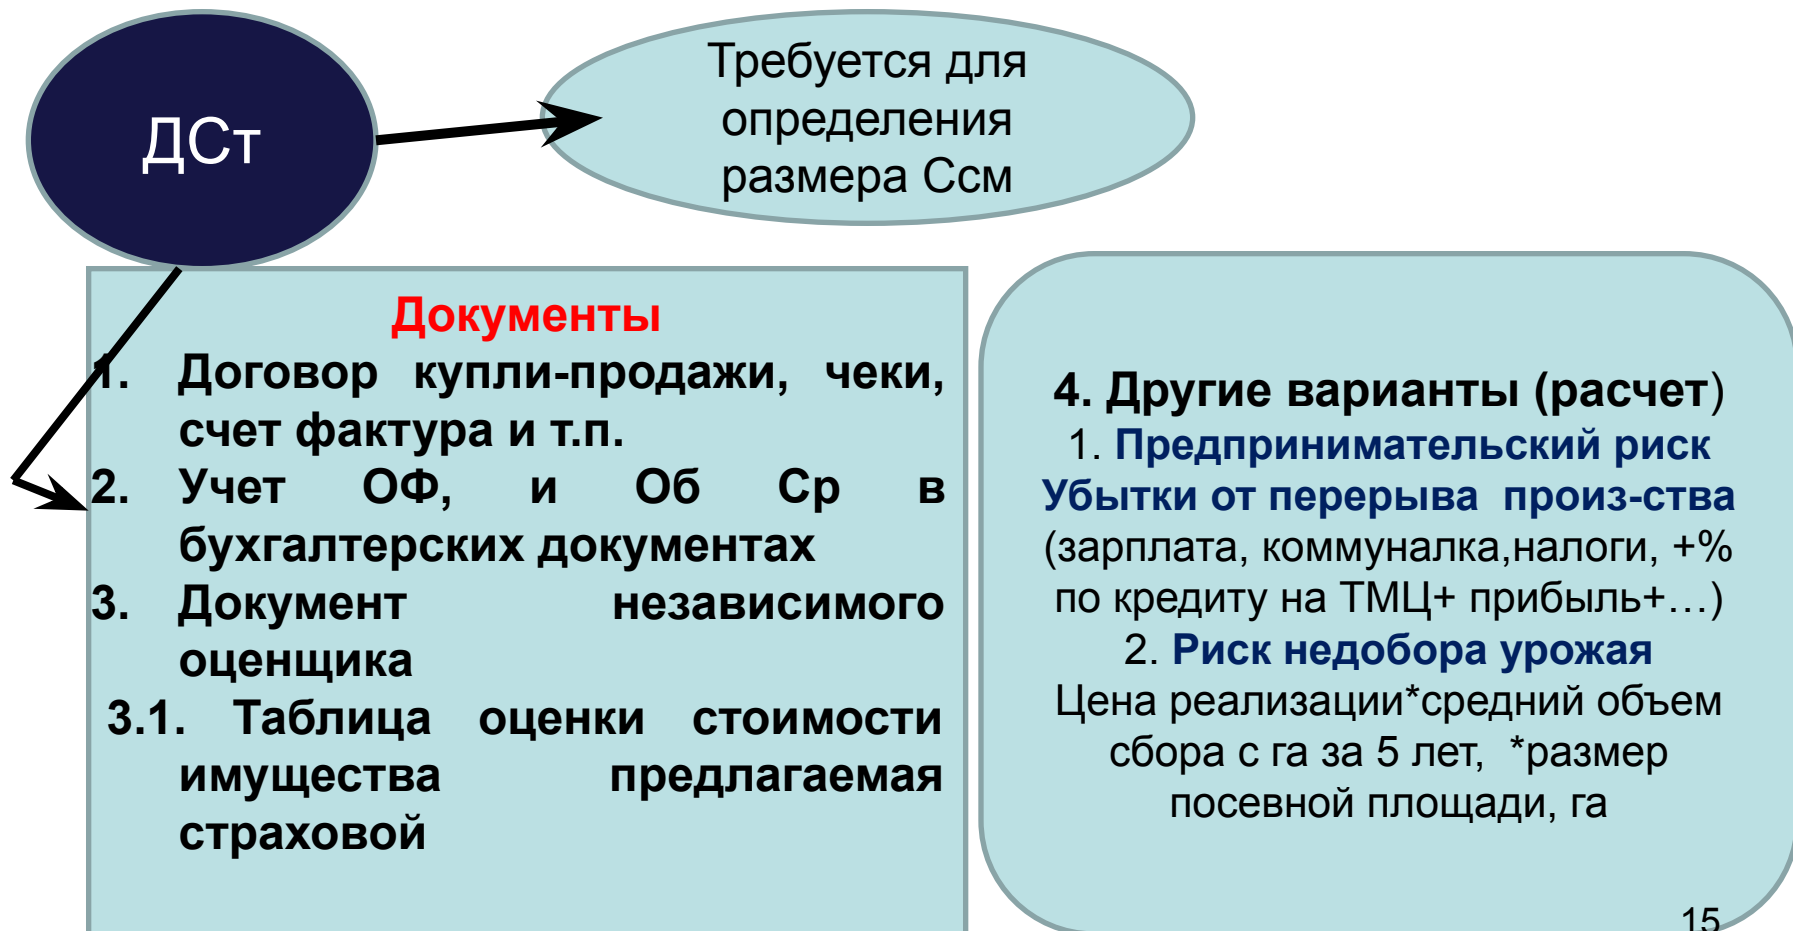 ДСт
Требуется для
определения
размера Ссм
Документы
1. Договор купли-продажи, чеки,
счет фактура и т.п.
2. Учет ОФ, и Об Ср в
бухгалтерских документах
3. Документ независимого
оценщика
3.1. Таблица оценки стоимости
имущества предлагаемая
страховой
4. Другие варианты (расчет)
1. Предпринимательский риск
Убытки от перерыва произ-ства
(зарплата, коммуналка,налоги, +%
по кредиту на ТМЦ+ прибыль+…)
2. Риск недобора урожая
Цена реализации*средний объем
сбора с га за 5 лет, *размер
посевной площади, га
15